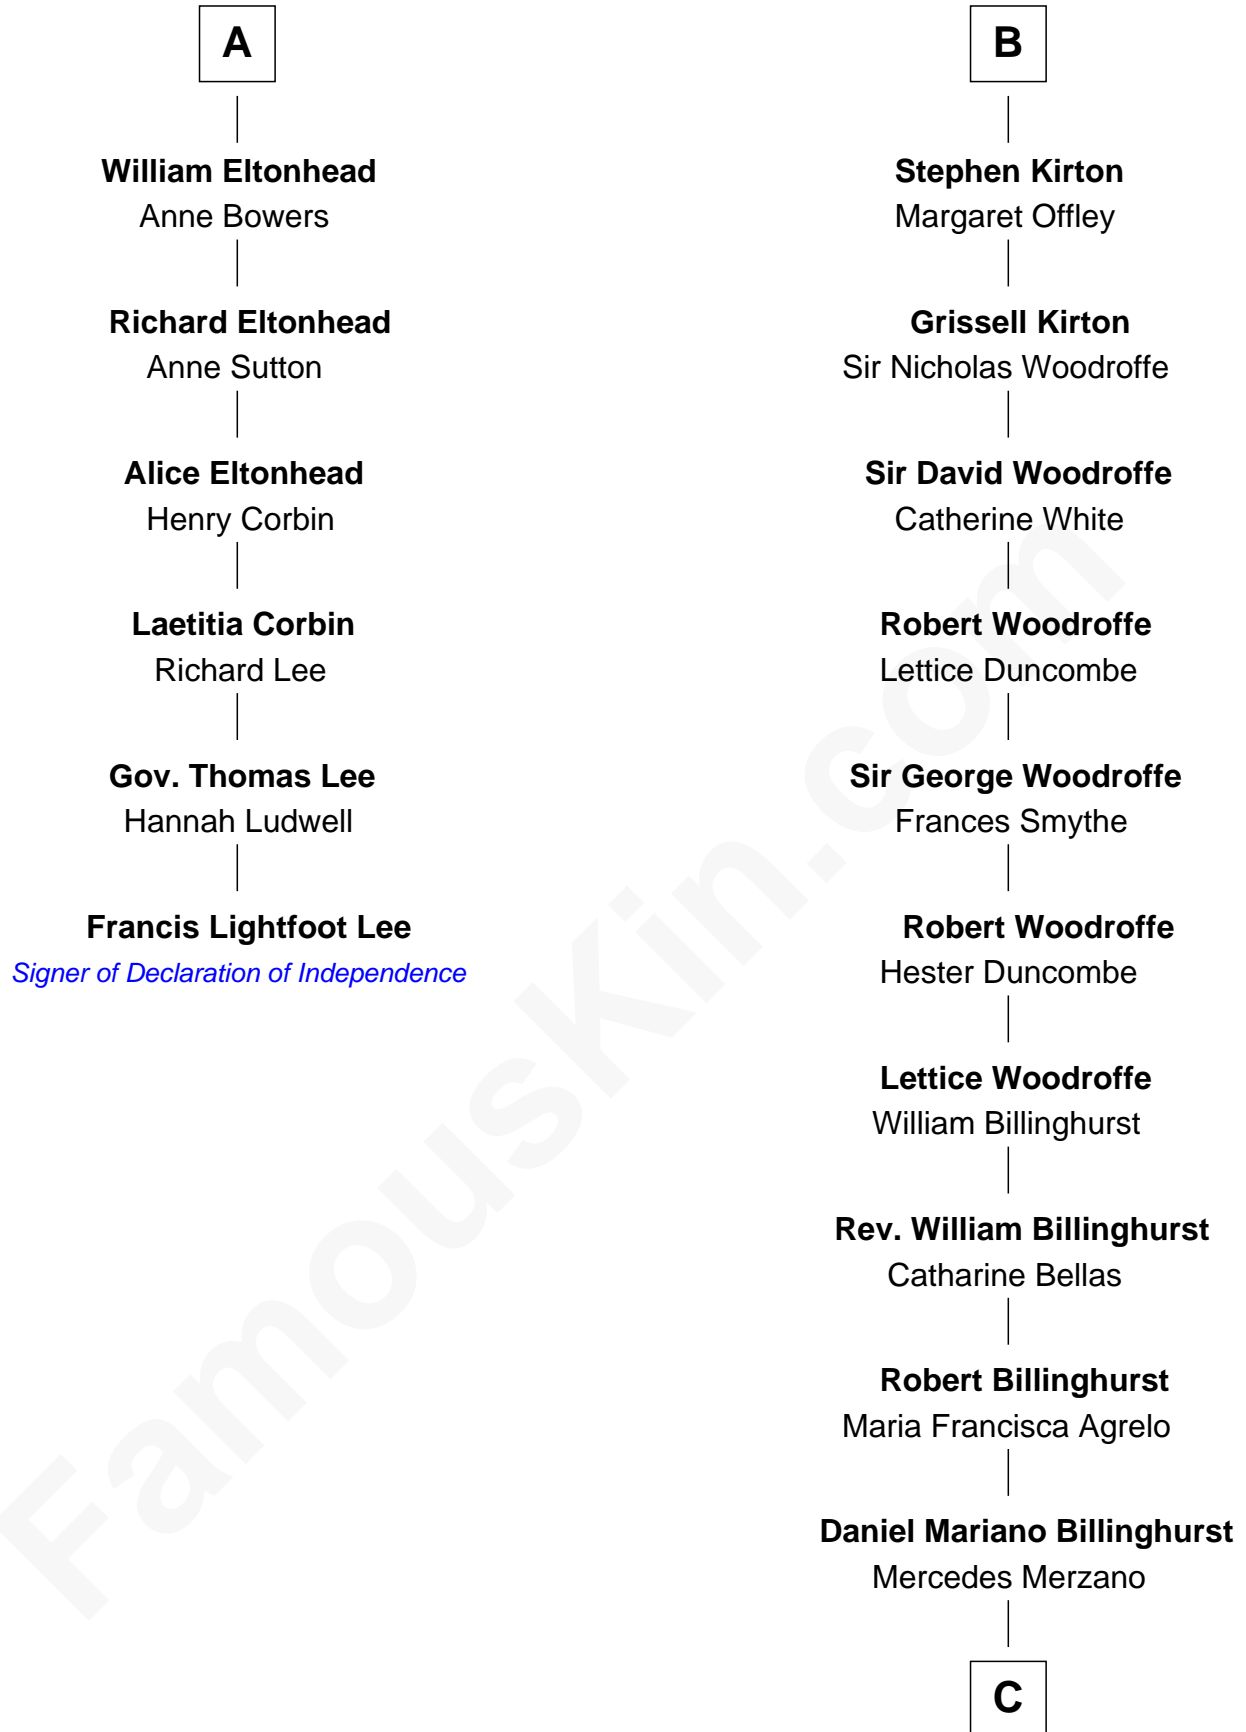 A
William Eltonhead
Anne Bowers
Richard Eltonhead
Anne Sutton
Alice Eltonhead
Henry Corbin
Laetitia Corbin
Richard Lee
Gov. Thomas Lee
Hannah Ludwell
Francis Lightfoot Lee
Signer of Declaration of Independence
B
Stephen Kirton
Margaret Offley
Grissell Kirton
Sir Nicholas Woodroffe
Sir David Woodroffe
Catherine White
Robert Woodroffe
Lettice Duncombe
Sir George Woodroffe
Frances Smythe
Robert Woodroffe
Hester Duncombe
Lettice Woodroffe
William Billinghurst
Rev. William Billinghurst
Catharine Bellas
Robert Billinghurst
Maria Francisca Agrelo
Daniel Mariano Billinghurst
Mercedes Merzano
C
FamousKin.com